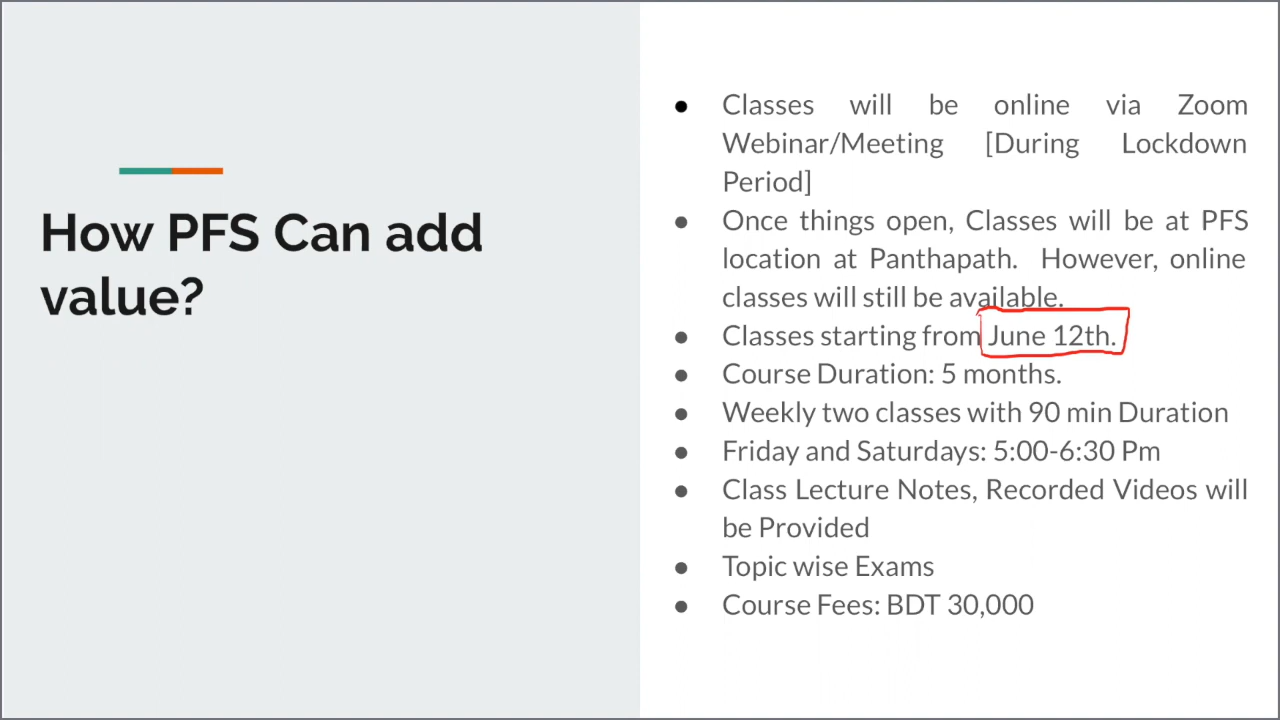 How PFS Can add
value?
● Classes will be online via Zoom
Webinar/Meeting [During Lockdown
Period]
● Once things open, Classes will be at PFS
location at Panthapath. However, online
classes will still be available.
● Classes starting from June 12th.
● Course Duration: 5 months.
● Weekly two classes with 90 min Duration
● Friday and Saturdays: 5:00-6:30 Pm
● Class Lecture Notes, Recorded Videos will
be Provided
● Topic wise Exams
● Course Fees: BDT 30,000